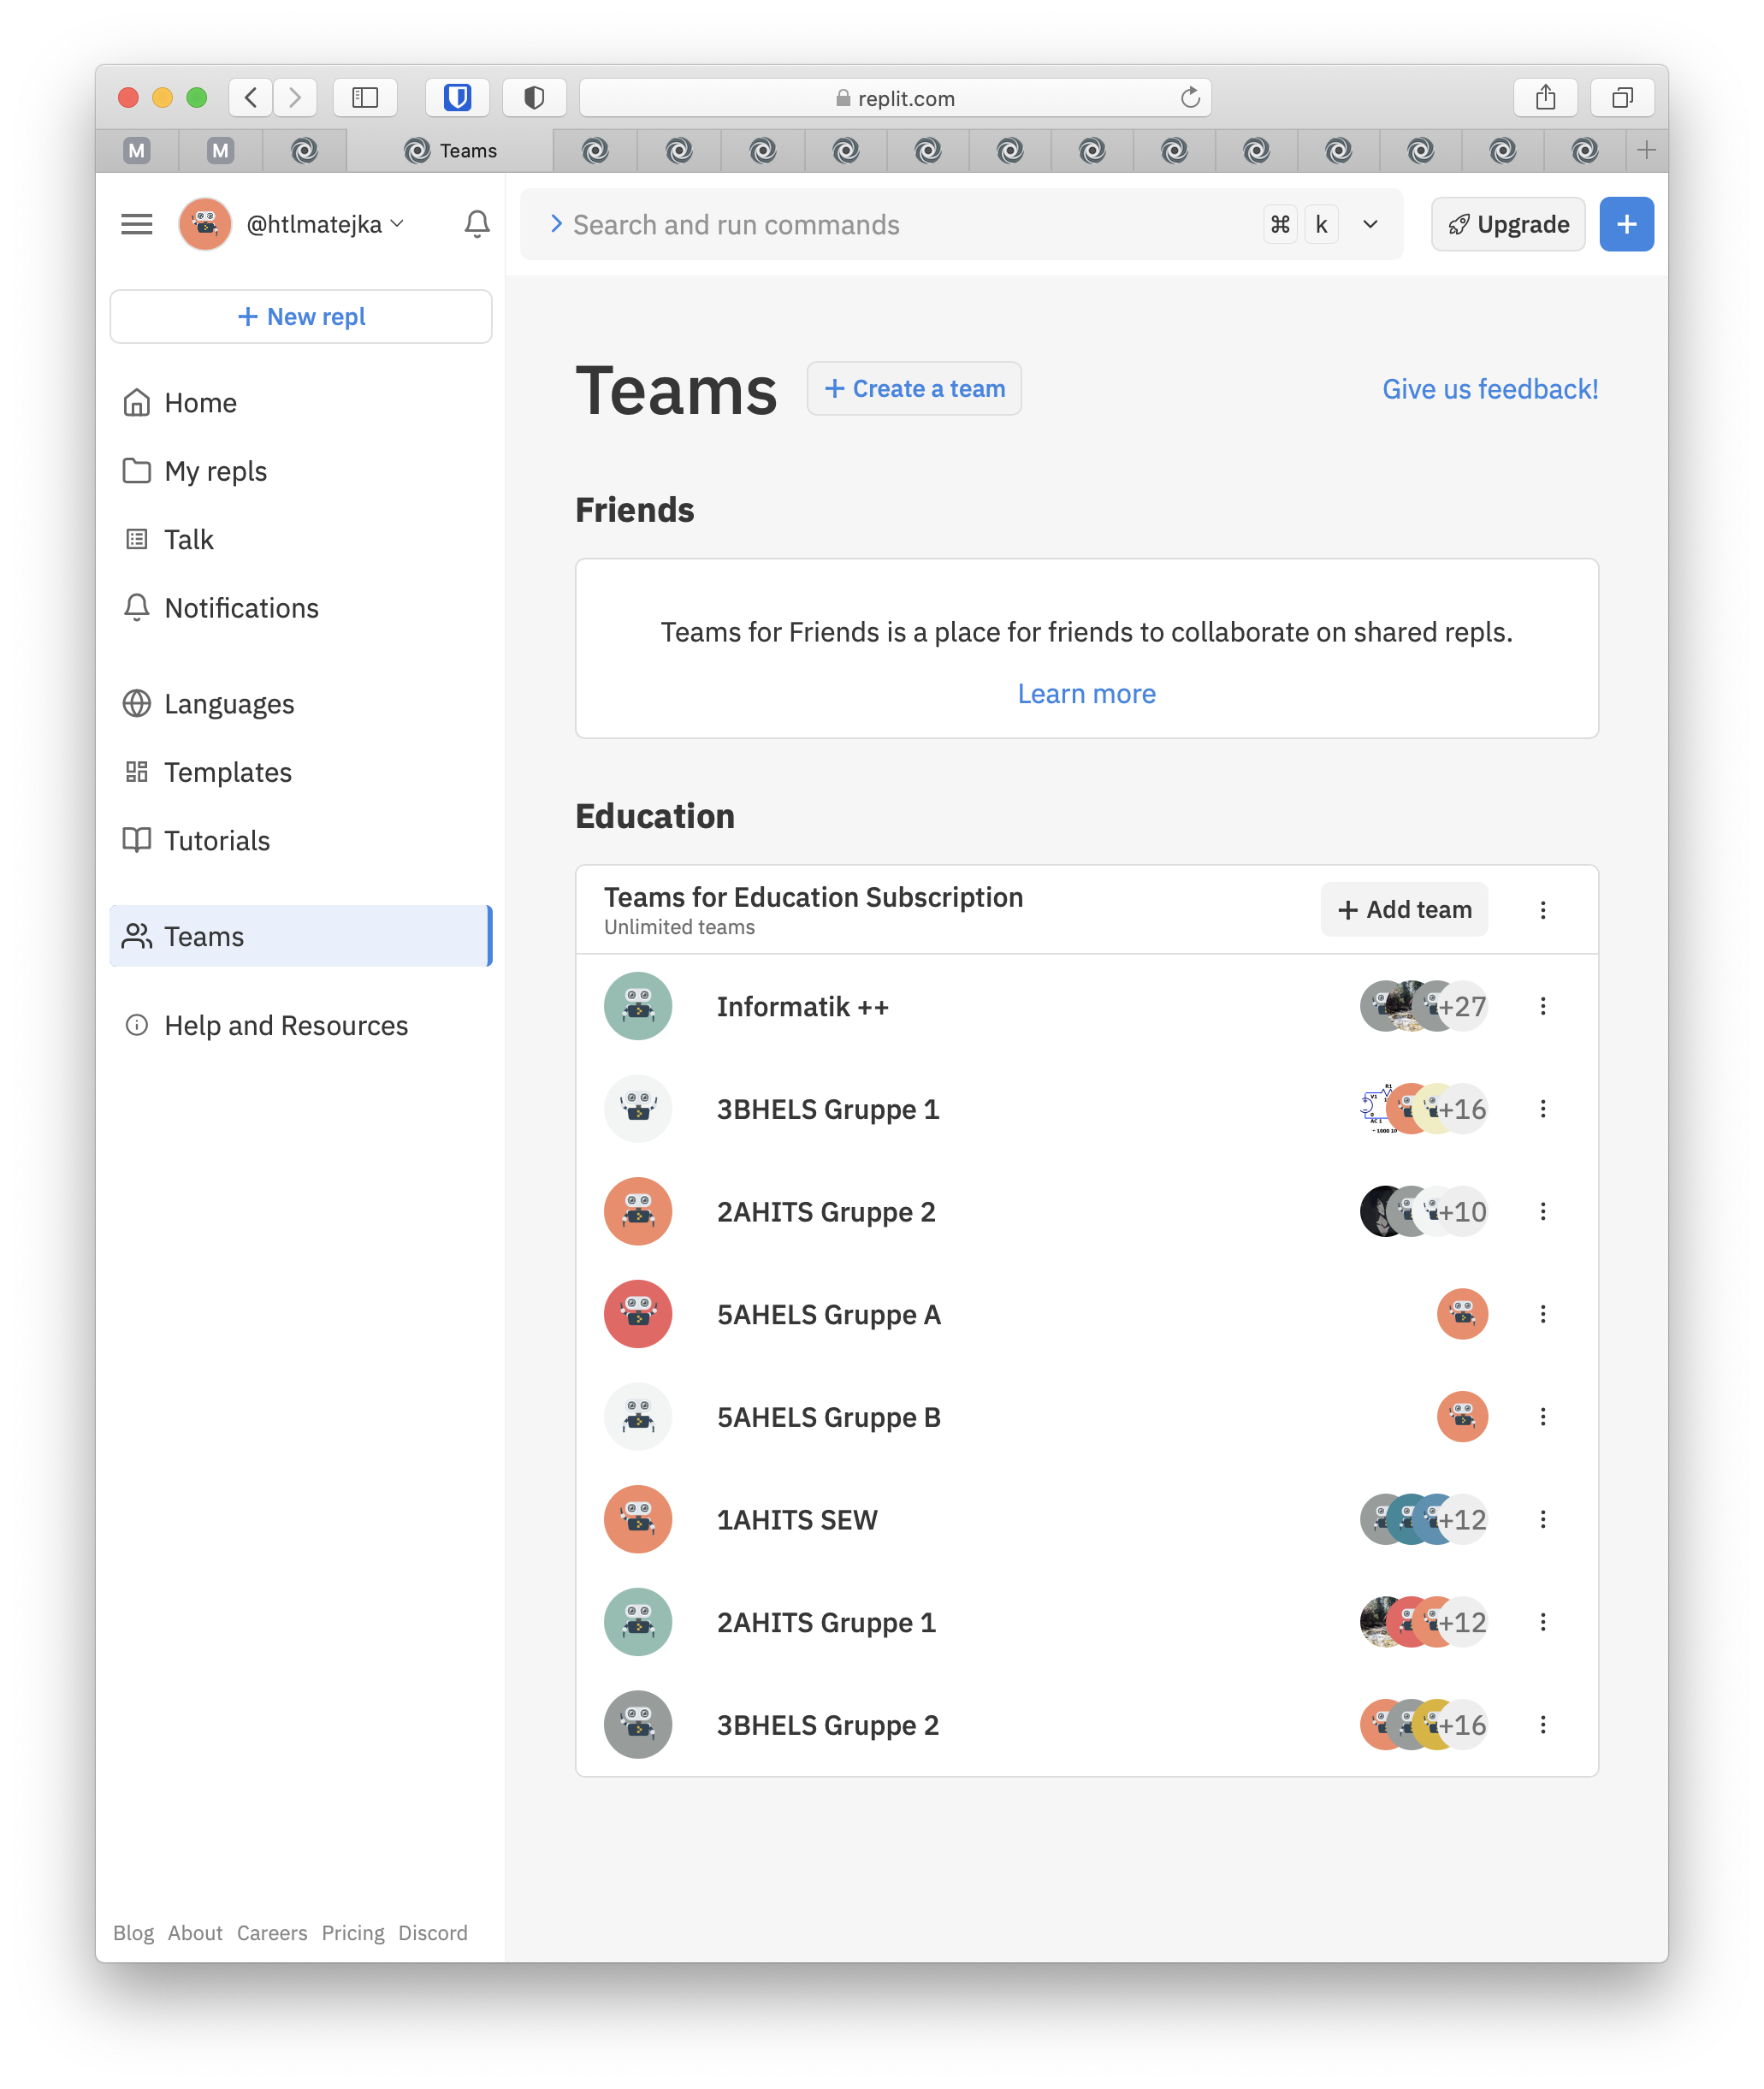 replit.com
M
M
Teams
@htlmatejka
Search and run commands
⌘ k
Upgrade
+ New repl
Home
My repls
Talk
Notifications
Languages
Templates
Tutorials
Teams
Help and Resources
Blog About Careers Pricing Discord
Teams
+ Create a team
Give us feedback!
Friends
Teams for Friends is a place for friends to collaborate on shared repls.
Learn more
Education
Teams for Education Subscription
Unlimited teams
+ Add team
Informatik ++
+27
3BHELS Gruppe 1
R1
V1
AC 1
+16
2AHITS Gruppe 2
+10
5AHELS Gruppe A
5AHELS Gruppe B
1AHITS SEW
+12
2AHITS Gruppe 1
+12
3BHELS Gruppe 2
+16